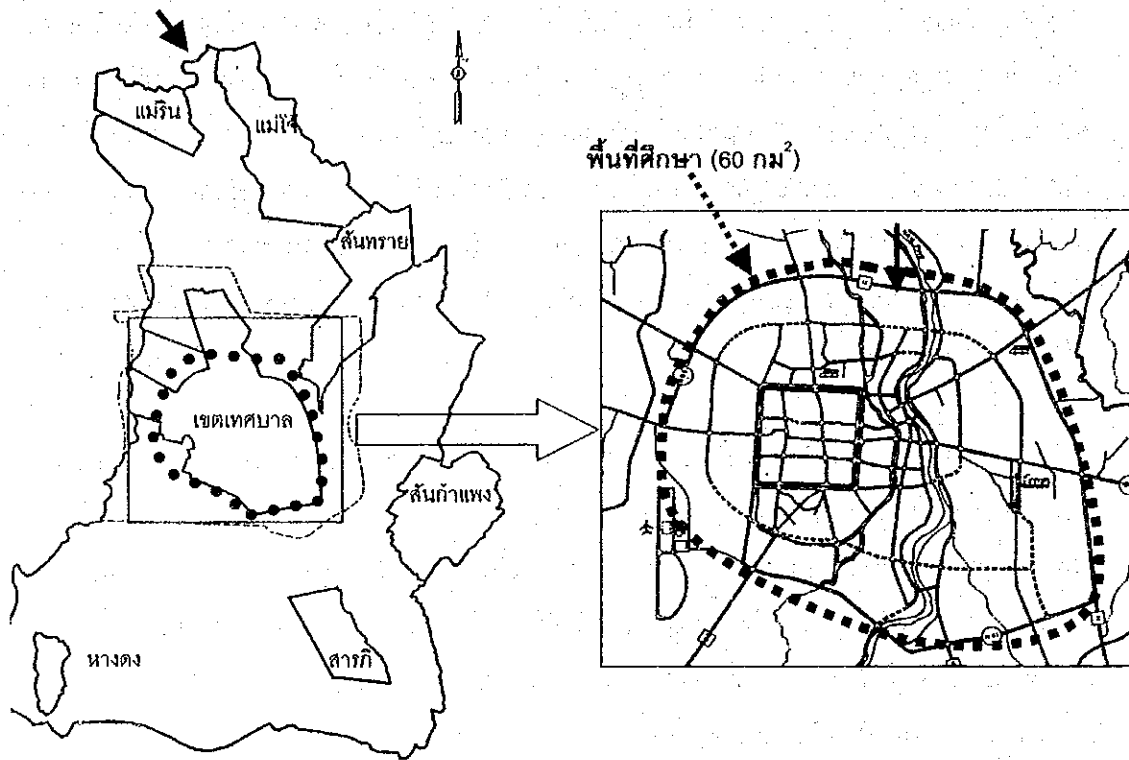 แม่ริน
แม่โจ้
พื้นที่ศึกษา (60 กม²)
สันทราย
เขตเทศบาล
สันกำแพง
หางดง
สารภี